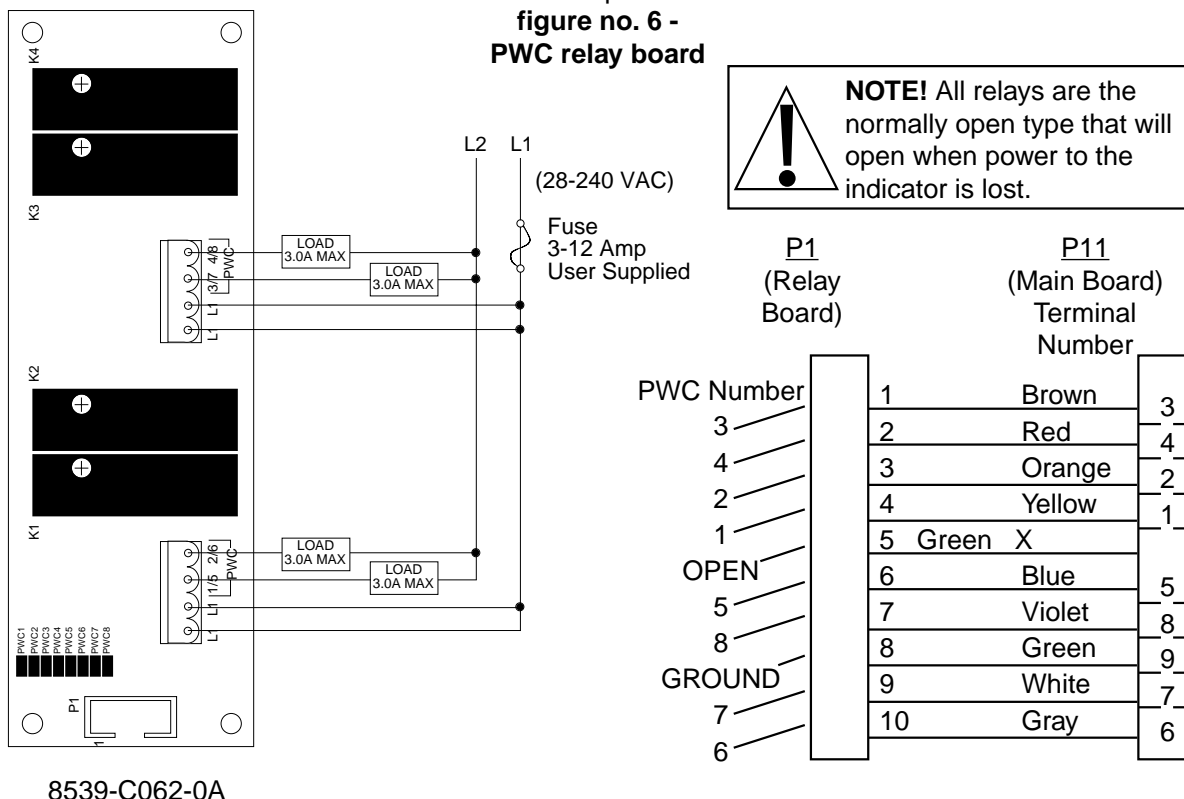 figure no. 6 -
PWC relay board
K4
K3
4/8
3/7
PWC
L1
L1
LOAD
3.0A MAX
LOAD
3.0A MAX
L2 L1
(28-240 VAC)
Fuse
3-12 Amp
User Supplied
K2
K1
2/6
1/5
PWC
L1
L1
LOAD
3.0A MAX
LOAD
3.0A MAX
PWC1
PWC2
PWC3
PWC4
PWC5
PWC6
PWC7
PWC8
P1
1
8539-C062-0A
NOTE! All relays are the
normally open type that will
open when power to the
indicator is lost.
P1
(Relay
Board)
P11
(Main Board)
Terminal
Number
PWC Number
3
4
2
1
OPEN
5
8
GROUND
7
6
1 Brown 3
2 Red 4
3 Orange 2
4 Yellow 1
5 Green X
6 Blue 5
7 Violet 8
8 Green 9
9 White 7
10 Gray 6